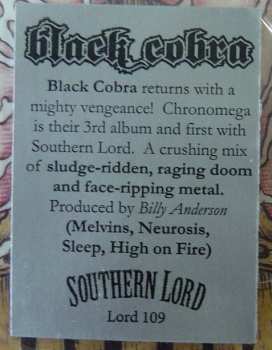 black cobra
Black Cobra returns with a
mighty vengeance! Chronomega
is their 3rd album and first with
Southern Lord. A crushing mix
of sludge-ridden, raging doom
and face-ripping metal.
Produced by Billy Anderson
(Melvins, Neurosis,
Sleep, High on Fire)
SOUTHERN LORD
Lord 109